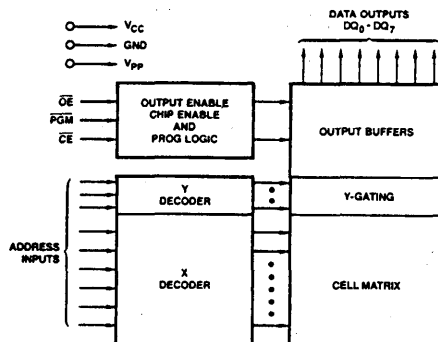 DATA OUTPUTS
DQ0 - DQ7
VCC
GND
VPP
OE
PGM
CE
OUTPUT ENABLE
CHIP ENABLE
AND
PROG LOGIC
OUTPUT BUFFERS
Y
DECODER
Y-GATING
ADDRESS
INPUTS
X
DECODER
CELL MATRIX